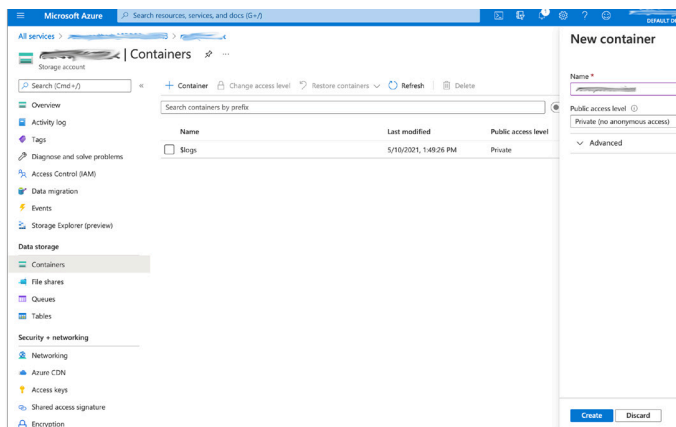 Microsoft Azure
Search resources, services, and docs (G+/)
DEFAULT DI
All services >
>
| Containers
Storage account
Search (Cmd+/)
Overview
Activity log
Tags
Diagnose and solve problems
Access Control (IAM)
Data migration
Events
Storage Explorer (preview)
Data storage
Containers
File shares
Queues
Tables
Security + networking
Networking
Azure CDN
Access keys
Shared access signature
Encryption
+ Container
Change access level
Restore containers
Refresh
Delete
Search containers by prefix
Name Last modified Public access level
$logs 5/10/2021, 1:49:26 PM Private
New container
Name *
Public access level
Private (no anonymous access)
Advanced
Create
Discard